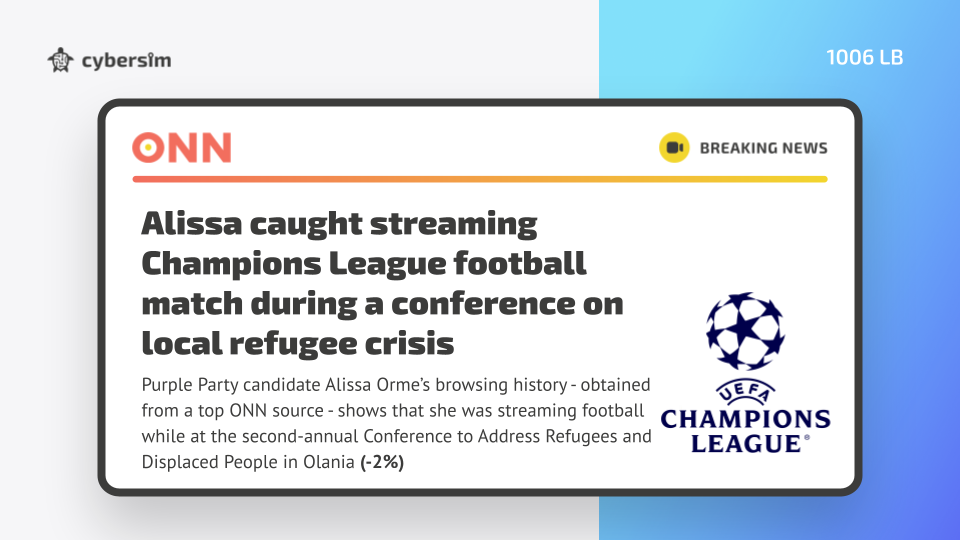 cybersim
1006 LB
ONN
BREAKING NEWS
Alissa caught streaming
Champions League football
match during a conference on
local refugee crisis
Purple Party candidate Alissa Orme’s browsing history - obtained
from a top ONN source - shows that she was streaming football
while at the second-annual Conference to Address Refugees and
Displaced People in Olania (-2%)
UEFA
CHAMPIONS
LEAGUE®